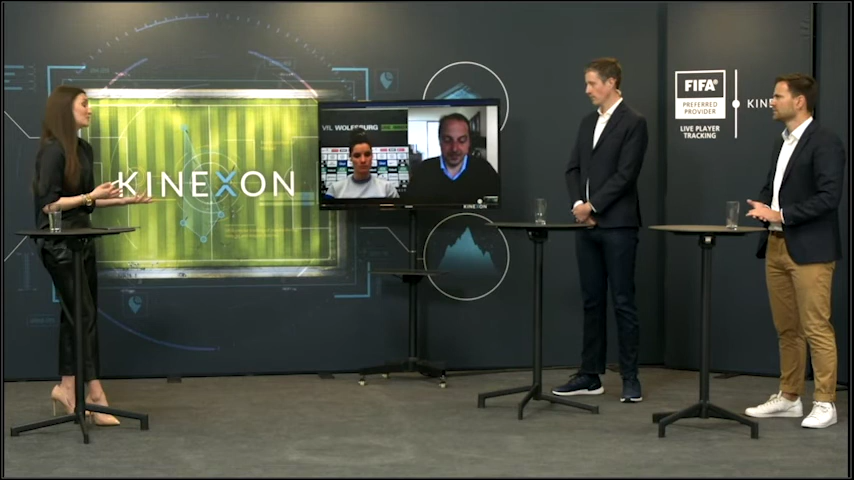 KINEXON
VfL WOLFSBURG
KINEXON
FIFA®
PREFERRED
PROVIDER
LIVE PLAYER
TRACKING
KINE